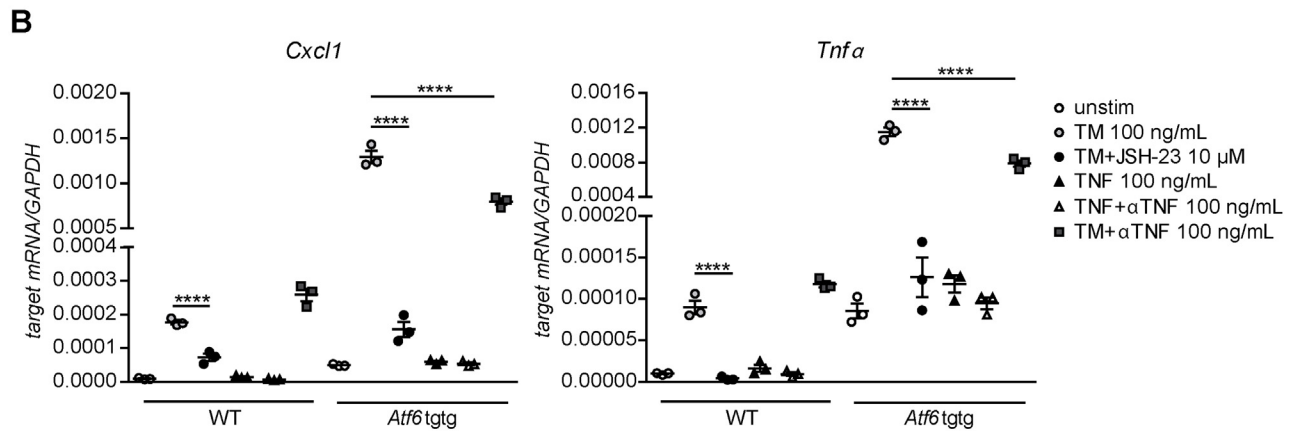 B
Cxcl1
target mRNA/GAPDH
0.0020
0.0015
0.0010
0.0005
0.0004
0.0003
0.0002
0.0001
0.0000
****
****
****
WT
Atf6tgtg
Tnfα
target mRNA/GAPDH
0.0016
0.0012
0.0008
0.0004
0.00020
0.00015
0.00010
0.00005
0.00000
****
****
****
WT
Atf6tgtg
unstim
TM 100 ng/mL
TM+JSH-23 10 µM
TNF 100 ng/mL
TNF+αTNF 100 ng/mL
TM+αTNF 100 ng/mL